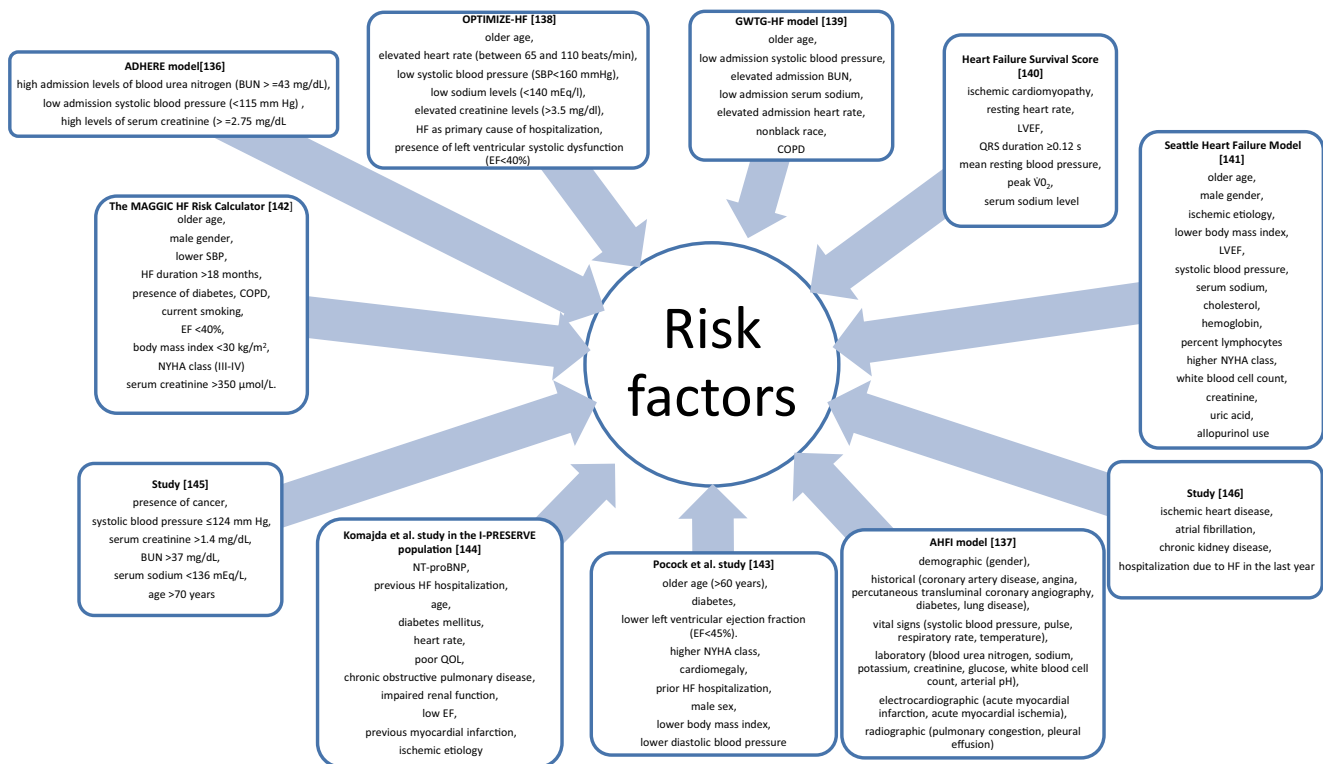 OPTIMIZE-HF [138]
older age,
elevated heart rate (between 65 and 110 beats/min),
low systolic blood pressure (SBP<160 mmHg),
low sodium levels (<140 mEq/l),
elevated creatinine levels (>3.5 mg/dl),
HF as primary cause of hospitalization,
presence of left ventricular systolic dysfunction
(EF<40%)
GWTG-HF model [139]
older age,
low admission systolic blood pressure,
elevated admission BUN,
low admission serum sodium,
elevated admission heart rate,
nonblack race,
COPD
Heart Failure Survival Score
[140]
ischemic cardiomyopathy,
resting heart rate,
LVEF,
QRS duration ≥0.12 s
mean resting blood pressure,
peak V̇0₂,
serum sodium level
ADHERE model[136]
high admission levels of blood urea nitrogen (BUN > =43 mg/dL),
low admission systolic blood pressure (<115 mm Hg) ,
high levels of serum creatinine (> =2.75 mg/dL
Seattle Heart Failure Model
[141]
older age,
male gender,
ischemic etiology,
lower body mass index,
LVEF,
systolic blood pressure,
serum sodium,
cholesterol,
hemoglobin,
percent lymphocytes
higher NYHA class,
white blood cell count,
creatinine,
uric acid,
allopurinol use
The MAGGIC HF Risk Calculator [142]
older age,
male gender,
lower SBP,
HF duration >18 months,
presence of diabetes, COPD,
current smoking,
EF <40%,
body mass index <30 kg/m²,
NYHA class (III-IV)
serum creatinine >350 µmol/L.
Risk
factors
Study [145]
presence of cancer,
systolic blood pressure ≤124 mm Hg,
serum creatinine >1.4 mg/dL,
BUN >37 mg/dL,
serum sodium <136 mEq/L,
age >70 years
Komajda et al. study in the I-PRESERVE
population [144]
NT-proBNP,
previous HF hospitalization,
age,
diabetes mellitus,
heart rate,
poor QOL,
chronic obstructive pulmonary disease,
impaired renal function,
low EF,
previous myocardial infarction,
ischemic etiology
Pocock et al. study [143]
older age (>60 years),
diabetes,
lower left ventricular ejection fraction
(EF<45%).
higher NYHA class,
cardiomegaly,
prior HF hospitalization,
male sex,
lower body mass index,
lower diastolic blood pressure
AHFI model [137]
demographic (gender),
historical (coronary artery disease, angina,
percutaneous transluminal coronary angiography,
diabetes, lung disease),
vital signs (systolic blood pressure, pulse,
respiratory rate, temperature),
laboratory (blood urea nitrogen, sodium,
potassium, creatinine, glucose, white blood cell
count, arterial pH),
electrocardiographic (acute myocardial
infarction, acute myocardial ischemia),
radiographic (pulmonary congestion, pleural
effusion)
Study [146]
ischemic heart disease,
atrial fibrillation,
chronic kidney disease,
hospitalization due to HF in the last year